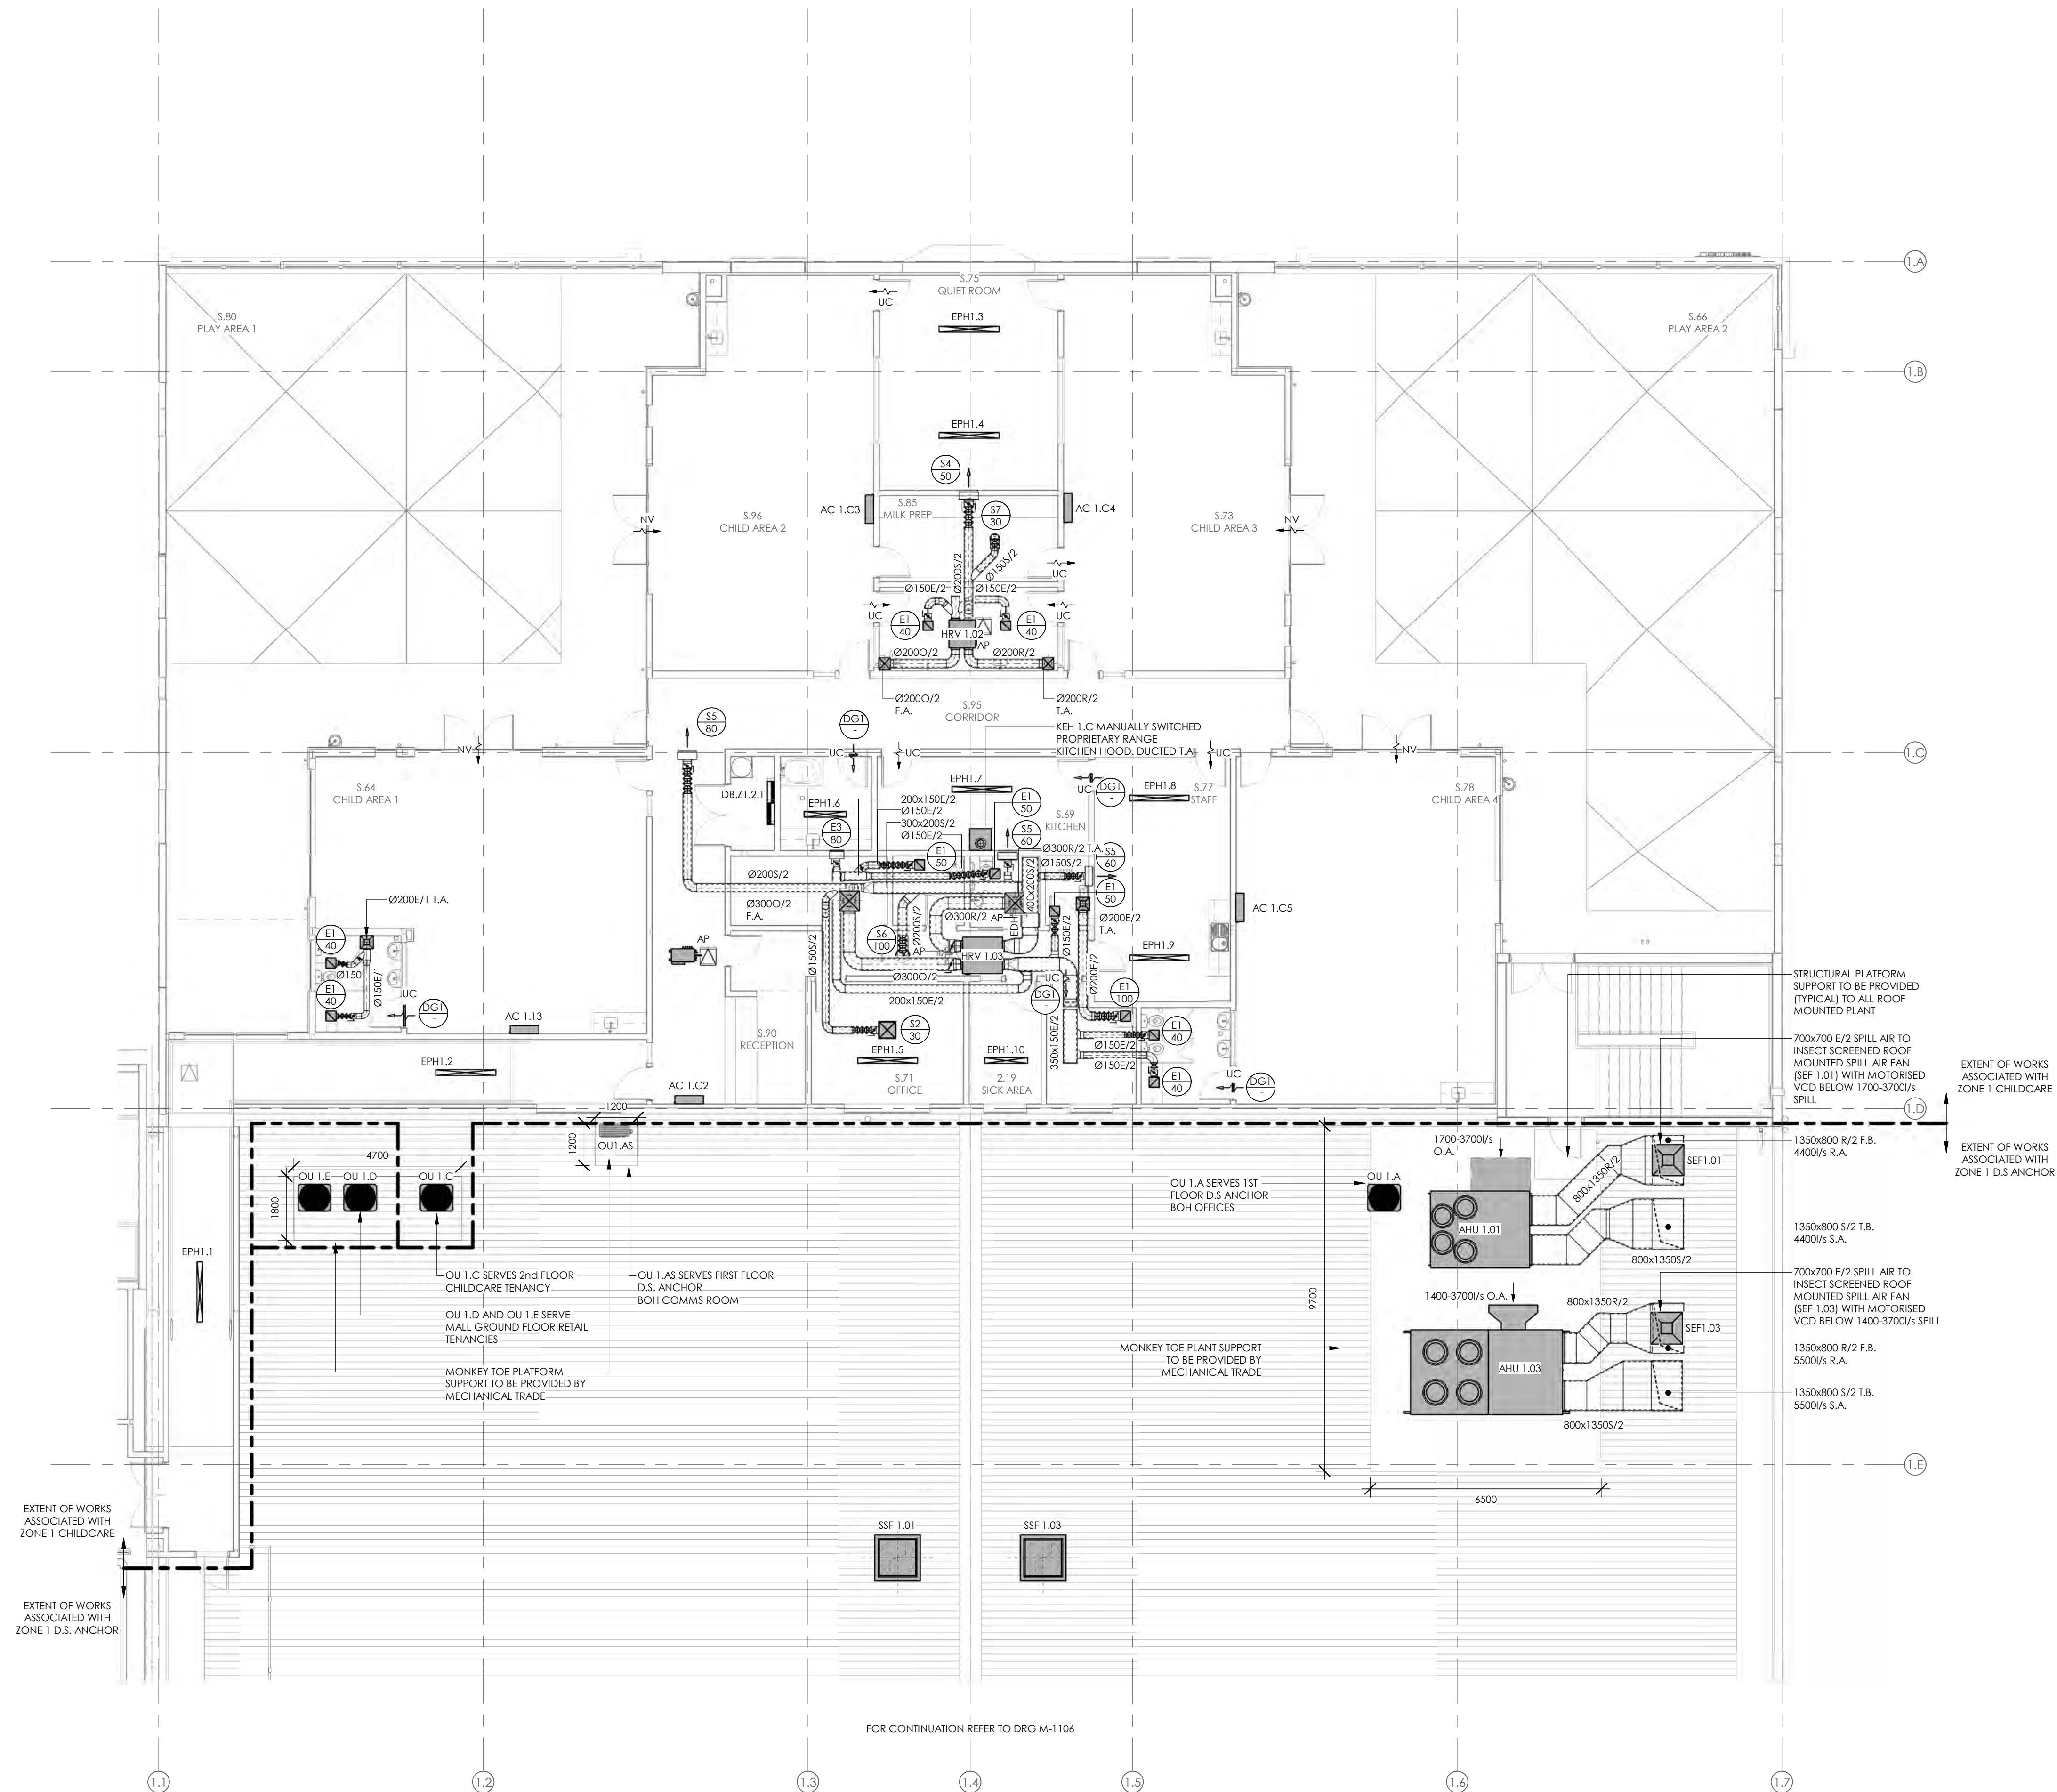 1.A
S.75
QUIET ROOM
UC
S.80
PLAY AREA 1
EPH1.3
S.66
PLAY AREA 2
1.B
EPH1.4
S4
50
AC 1.C3
S.85
MILK PREP
S7
30
AC 1.C4
S.96
CHILD AREA 2
S.73
CHILD AREA 3
NV
NV
Ø200S/2
Ø150S/2
UC
Ø150E/2
Ø150E/2
UC
UC
E1
40
E1
40
HRV 1.02
AP
Ø200O/2
Ø200R/2
Ø200O/2
F.A.
Ø200R/2
T.A.
S.95
CORRIDOR
S5
80
DG1
-
KEH 1.C MANUALLY SWITCHED
PROPRIETARY RANGE
KITCHEN HOOD. DUCTED T.A.
NV
UC
UC
UC
NV
1.C
S.64
CHILD AREA 1
DB.Z1.2.1
EPH1.6
EPH1.7
UC
DG1
-
EPH1.8
S.77
STAFF
S.78
CHILD AREA 4
200x150E/2
Ø150E/2
300x200S/2
Ø150E/2
E1
50
S.69
KITCHEN
E3
80
S5
60
E1
50
Ø300R/2 T.A.
Ø150S/2
S5
60
Ø200S/2
400x200S/2
E1
50
Ø200E/1 T.A.
Ø300O/2
F.A.
Ø200S/2
Ø300R/2
AP
EDH
Ø150E/2
Ø200E/2
T.A.
AC 1.C5
E1
40
Ø150
S6
100
AP
AP
HRV 1.03
EPH1.9
Ø150S/2
Ø300O/2
200x150E/2
UC
Ø200E/2
E1
40
Ø150E/1
UC
DG1
-
DG1
-
E1
100
AC 1.13
S.90
RECEPTION
S2
30
350x150E/2
Ø150E/2
E1
40
Ø150E/2
EPH1.2
EPH1.5
S.71
OFFICE
EPH1.10
2.19
SICK AREA
E1
40
UC
DG1
-
AC 1.C2
STRUCTURAL PLATFORM
SUPPORT TO BE PROVIDED
(TYPICAL) TO ALL ROOF
MOUNTED PLANT
700x700 E/2 SPILL AIR TO
INSECT SCREENED ROOF
MOUNTED SPILL AIR FAN
(SEF 1.01) WITH MOTORISED
VCD BELOW 1700-3700l/s
SPILL
EXTENT OF WORKS
ASSOCIATED WITH
ZONE 1 CHILDCARE
1.D
EXTENT OF WORKS
ASSOCIATED WITH
ZONE 1 D.S ANCHOR
1200
1200
OU1.AS
4700
1800
OU 1.E
OU 1.D
OU 1.C
1700-3700l/s
O.A.
1350x800 R/2 F.B.
4400l/s R.A.
SEF1.01
800x1350R/2
OU 1.A SERVES 1ST
FLOOR D.S ANCHOR
BOH OFFICES
OU 1.A
AHU 1.01
1350x800 S/2 T.B.
4400l/s S.A.
800x1350S/2
EPH1.1
OU 1.C SERVES 2nd FLOOR
CHILDCARE TENANCY
OU 1.AS SERVES FIRST FLOOR
D.S. ANCHOR
BOH COMMS ROOM
OU 1.D AND OU 1.E SERVE
MALL GROUND FLOOR RETAIL
TENANCIES
MONKEY TOE PLATFORM
SUPPORT TO BE PROVIDED BY
MECHANICAL TRADE
9700
1400-3700l/s O.A.
800x1350R/2
700x700 E/2 SPILL AIR TO
INSECT SCREENED ROOF
MOUNTED SPILL AIR FAN
(SEF 1.03) WITH MOTORISED
VCD BELOW 1400-3700l/s SPILL
SEF1.03
MONKEY TOE PLANT SUPPORT
TO BE PROVIDED BY
MECHANICAL TRADE
AHU 1.03
1350x800 R/2 F.B.
5500l/s R.A.
1350x800 S/2 T.B.
5500l/s S.A.
800x1350S/2
1.E
6500
EXTENT OF WORKS
ASSOCIATED WITH
ZONE 1 CHILDCARE
SSF 1.01
SSF 1.03
EXTENT OF WORKS
ASSOCIATED WITH
ZONE 1 D.S. ANCHOR
FOR CONTINUATION REFER TO DRG M-1106
1.1
1.2
1.3
1.4
1.5
1.6
1.7